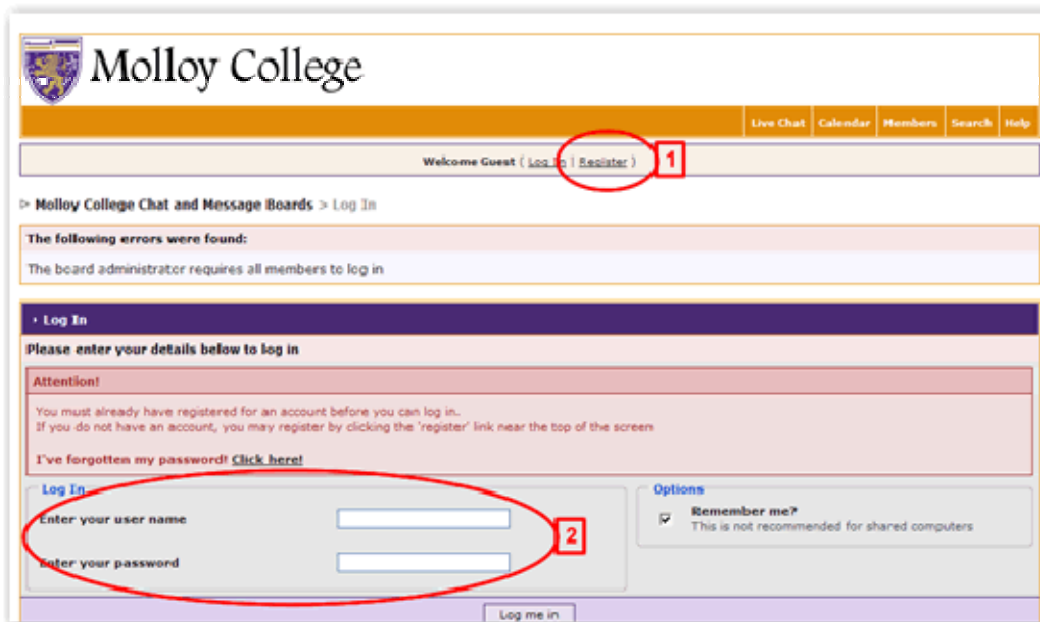 Molloy College
Live Chat Calendar Members Search Help
Welcome Guest ( Log In | Register )
1
> Molloy College Chat and Message Boards > Log In
The following errors were found:
The board administrator requires all members to log in
Log In
Please enter your details below to log in
Attention!
You must already have registered for an account before you can log in..
If you do not have an account, you may register by clicking the 'register' link near the top of the screen
I've forgotten my password! Click here!
Log In
Options
Enter your user name
Remember me?
This is not recommended for shared computers
2
Enter your password
Log me in